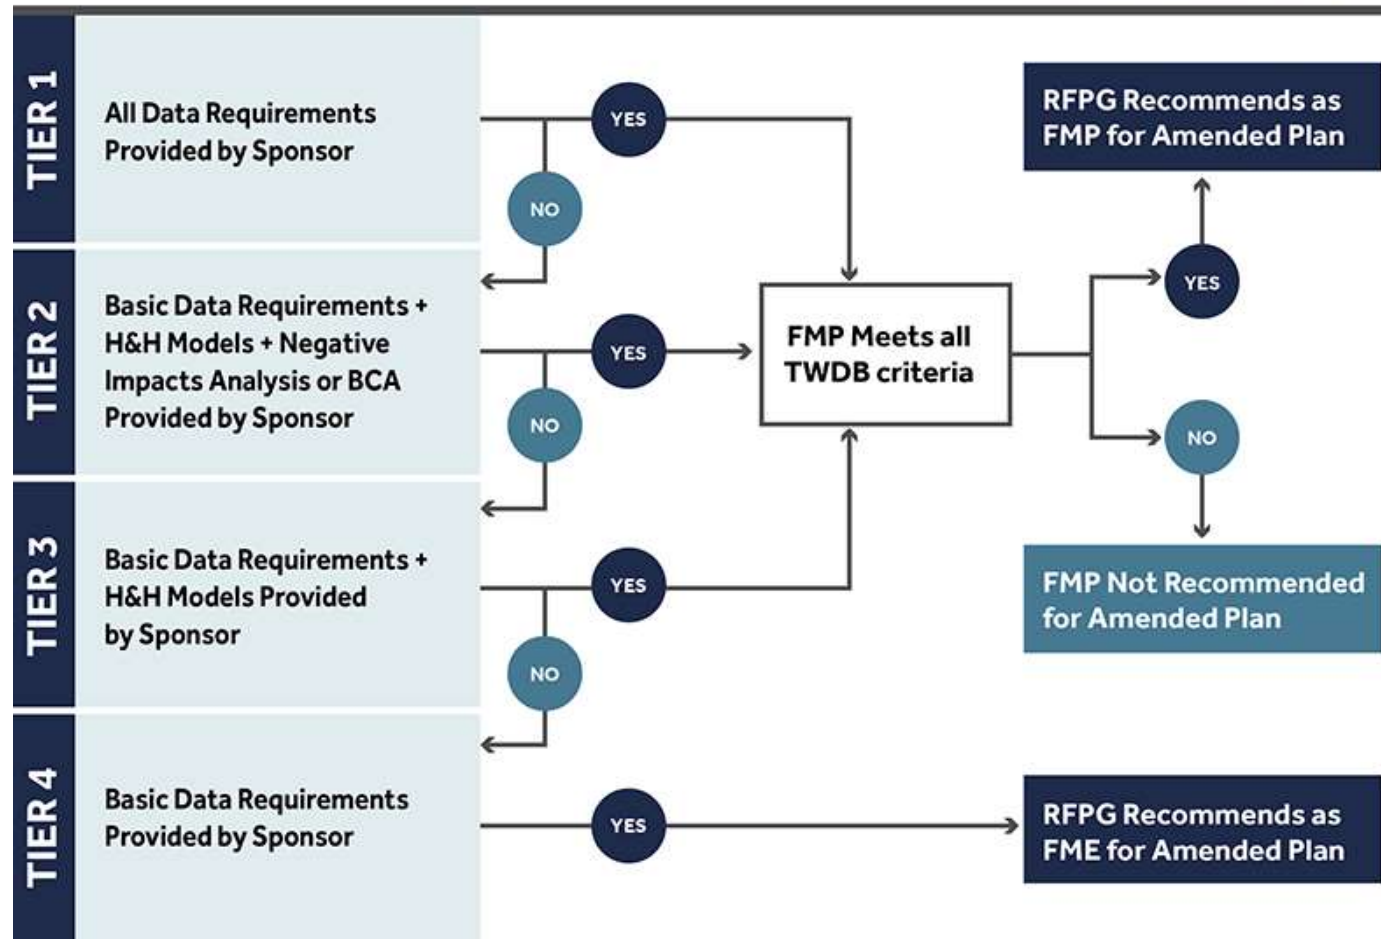 TIER 1
All Data Requirements
Provided by Sponsor
YES
NO
RFPG Recommends as
FMP for Amended Plan
TIER 2
Basic Data Requirements +
H&H Models + Negative
Impacts Analysis or BCA
Provided by Sponsor
YES
NO
FMP Meets all
TWDB criteria
YES
NO
TIER 3
Basic Data Requirements +
H&H Models Provided
by Sponsor
YES
NO
FMP Not Recommended
for Amended Plan
TIER 4
Basic Data Requirements
Provided by Sponsor
YES
RFPG Recommends as
FME for Amended Plan